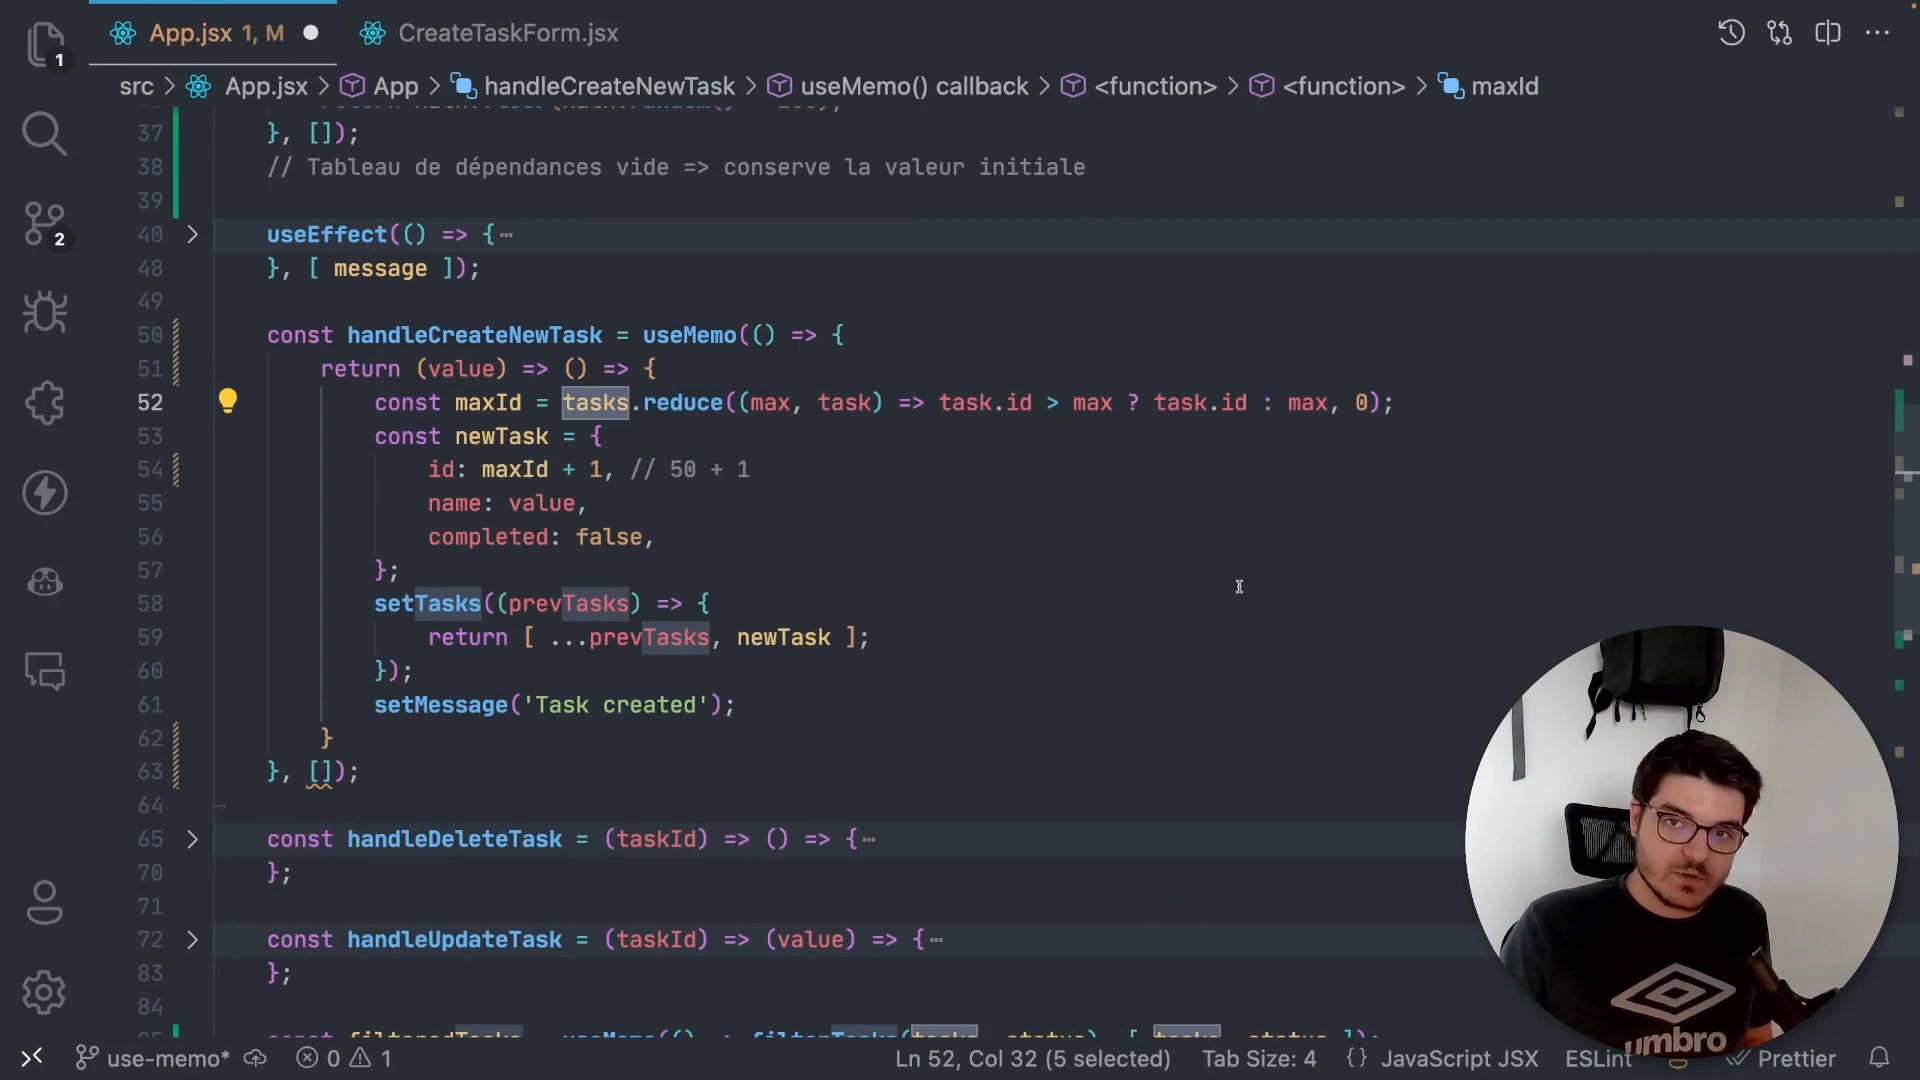 App.jsx 1, M
CreateTaskForm.jsx
1
src > App.jsx > App > handleCreateNewTask > useMemo() callback > <function> > <function> > maxId
37 }, []);
38 // Tableau de dépendances vide => conserve la valeur initiale
39
40 useEffect(() => {…
48 }, [ message ]);
49
50 const handleCreateNewTask = useMemo(() => {
51 return (value) => () => {
52 const maxId = tasks.reduce((max, task) => task.id > max ? task.id : max, 0);
53 const newTask = {
54 id: maxId + 1, // 50 + 1
55 name: value,
56 completed: false,
57 };
58 setTasks((prevTasks) => {
59 return [ ...prevTasks, newTask ];
60 });
61 setMessage('Task created');
62 }
63 }, []);
64
65 const handleDeleteTask = (taskId) => () => {…
70 };
71
72 const handleUpdateTask = (taskId) => (value) => {…
83 };
84
2
umbro
use-memo*
0
1
Ln 52, Col 32 (5 selected)
Tab Size: 4
{} JavaScript JSX
ESLint
Prettier